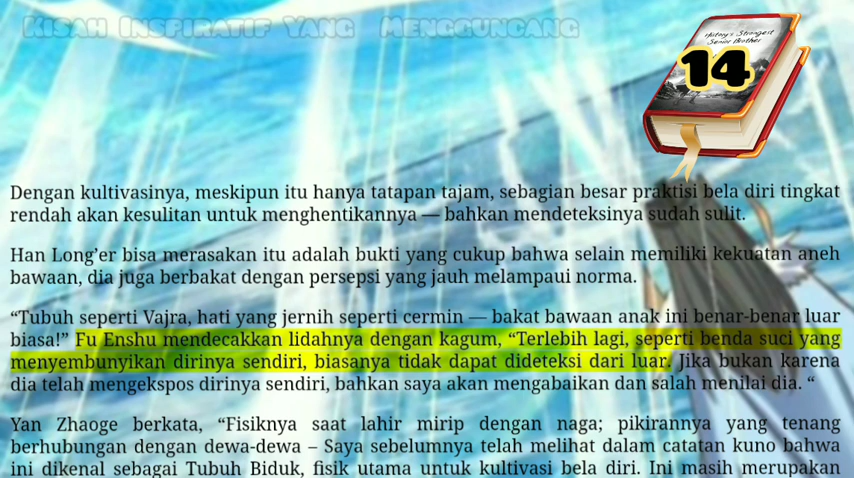 Kisah Inspiratif Yang Mengguncang
History's Strongest
Senior Brother
14
Dengan kultivasinya, meskipun itu hanya tatapan tajam, sebagian besar praktisi bela diri tingkat
rendah akan kesulitan untuk menghentikannya — bahkan mendeteksinya sudah sulit.
Han Long’er bisa merasakan itu adalah bukti yang cukup bahwa selain memiliki kekuatan aneh
bawaan, dia juga berbakat dengan persepsi yang jauh melampaui norma.
“Tubuh seperti Vajra, hati yang jernih seperti cermin — bakat bawaan anak ini benar-benar luar
biasa!” Fu Enshu mendecakkan lidahnya dengan kagum, “Terlebih lagi, seperti benda suci yang
menyembunyikan dirinya sendiri, biasanya tidak dapat dideteksi dari luar. Jika bukan karena
dia telah mengekspos dirinya sendiri, bahkan saya akan mengabaikan dan salah menilai dia. “
Yan Zhaoge berkata, “Fisiknya saat lahir mirip dengan naga; pikirannya yang tenang
berhubungan dengan dewa-dewa – Saya sebelumnya telah melihat dalam catatan kuno bahwa
ini dikenal sebagai Tubuh Biduk, fisik utama untuk kultivasi bela diri. Ini masih merupakan